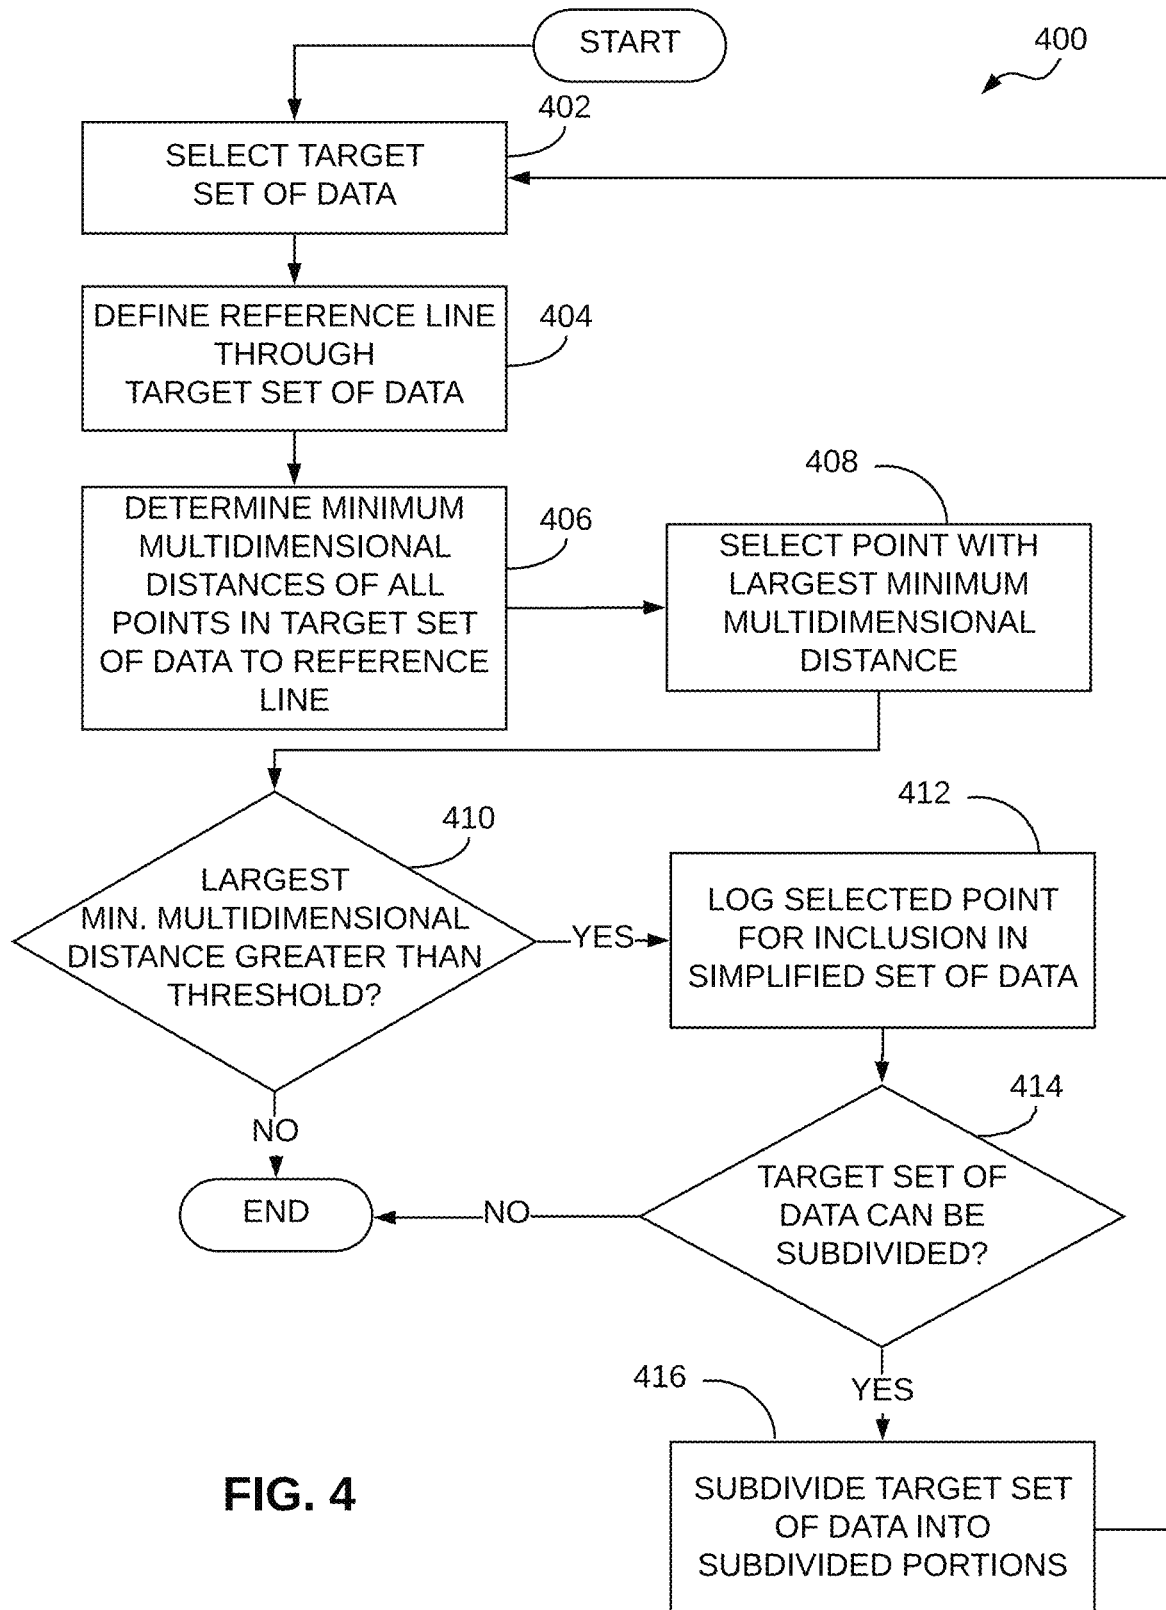 START
400
402
SELECT TARGET
SET OF DATA
DEFINE REFERENCE LINE
THROUGH
TARGET SET OF DATA
404
DETERMINE MINIMUM
MULTIDIMENSIONAL
DISTANCES OF ALL
POINTS IN TARGET SET
OF DATA TO REFERENCE
LINE
406
408
SELECT POINT WITH
LARGEST MINIMUM
MULTIDIMENSIONAL
DISTANCE
410
LARGEST
MIN. MULTIDIMENSIONAL
DISTANCE GREATER THAN
THRESHOLD?
YES
412
LOG SELECTED POINT
FOR INCLUSION IN
SIMPLIFIED SET OF DATA
NO
END
414
TARGET SET OF
DATA CAN BE
SUBDIVIDED?
NO
YES
416
SUBDIVIDE TARGET SET
OF DATA INTO
SUBDIVIDED PORTIONS
FIG. 4